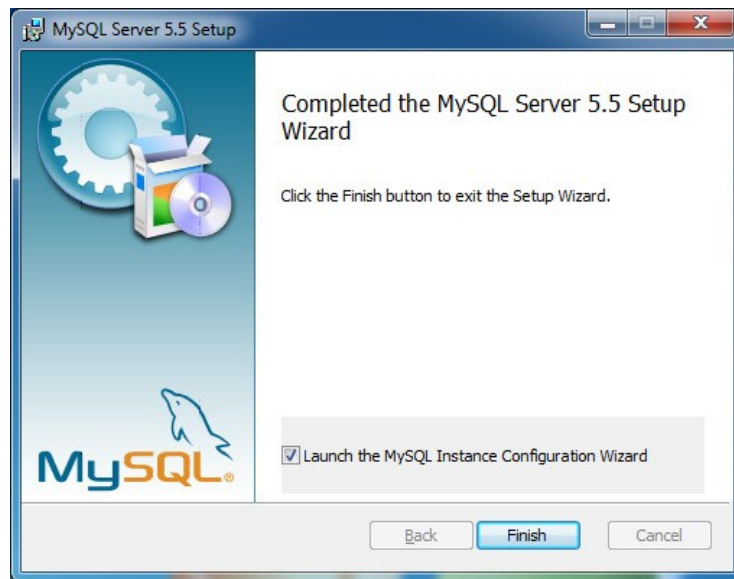 MySQL Server 5.5 Setup
Completed the MySQL Server 5.5 Setup
Wizard
Click the Finish button to exit the Setup Wizard.
MySQL®
Launch the MySQL Instance Configuration Wizard
Back
Finish
Cancel